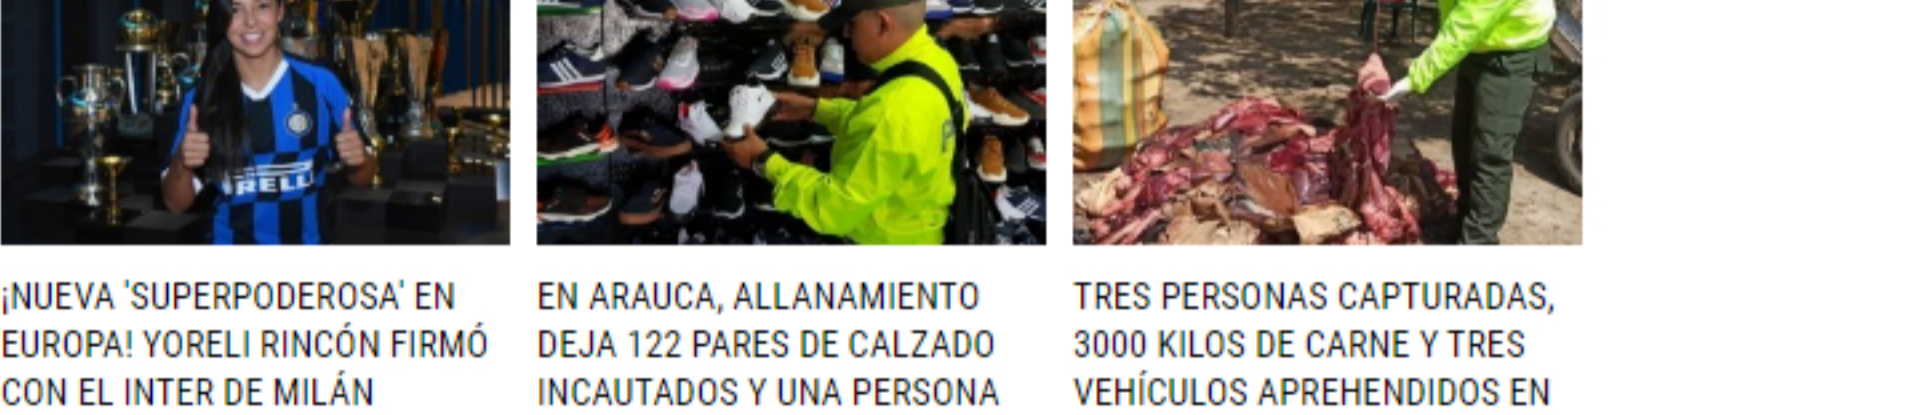 IRELLI
¡NUEVA 'SUPERPODEROSA' EN
EUROPA! YORELI RINCÓN FIRMÓ
CON EL INTER DE MILÁN
EN ARAUCA, ALLANAMIENTO
DEJA 122 PARES DE CALZADO
INCAUTADOS Y UNA PERSONA
TRES PERSONAS CAPTURADAS,
3000 KILOS DE CARNE Y TRES
VEHÍCULOS APREHENDIDOS EN